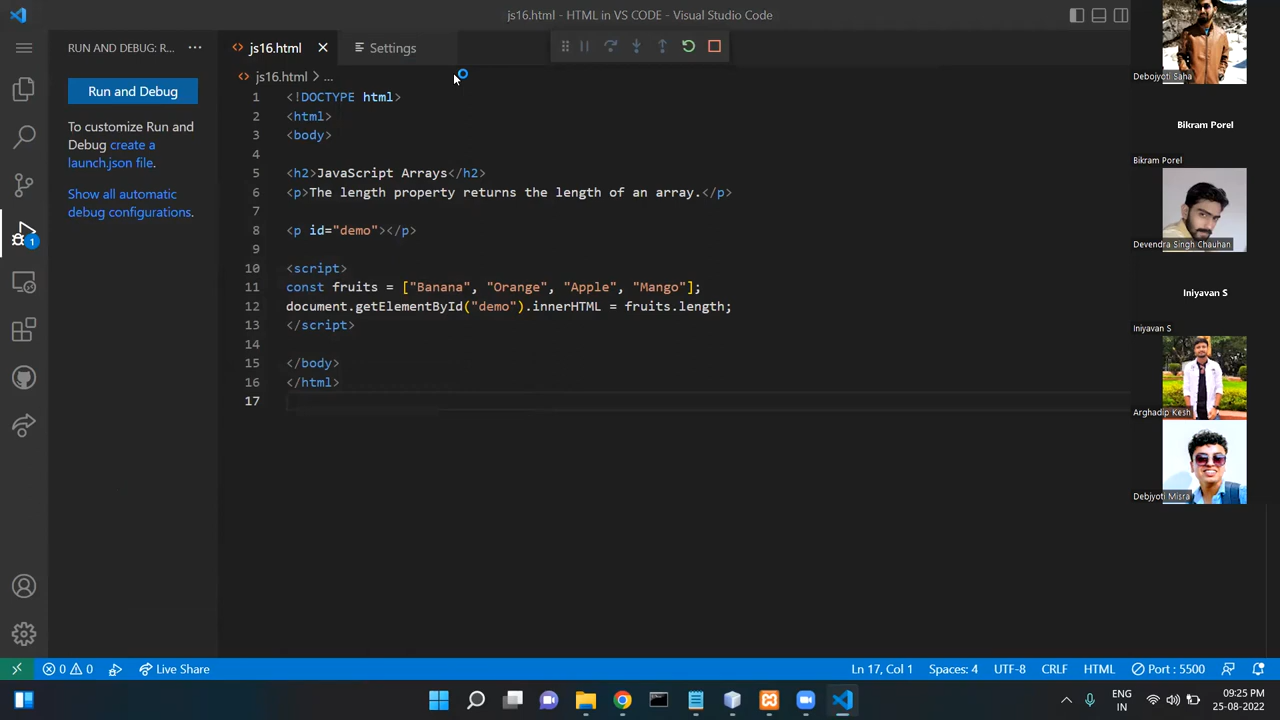 js16.html - HTML in VS CODE - Visual Studio Code
RUN AND DEBUG: R...
js16.html
Settings
js16.html > ...
Run and Debug
To customize Run and
Debug create a
launch.json file.
Show all automatic
debug configurations.
1
1 <!DOCTYPE html>
2 <html>
3 <body>
4
5 <h2>JavaScript Arrays</h2>
6 <p>The length property returns the length of an array.</p>
7
8 <p id="demo"></p>
9
10 <script>
11 const fruits = ["Banana", "Orange", "Apple", "Mango"];
12 document.getElementById("demo").innerHTML = fruits.length;
13 </script>
14
15 </body>
16 </html>
17
Debojyoti Saha
Bikram Porel
Bikram Porel
Devendra Singh Chauhan
Iniyavan S
Iniyavan S
Arghadip Kesh
Debjyoti Misra
0 0
Live Share
Ln 17, Col 1
Spaces: 4
UTF-8
CRLF
HTML
Port : 5500
ENG
IN
09:25 PM
25-08-2022